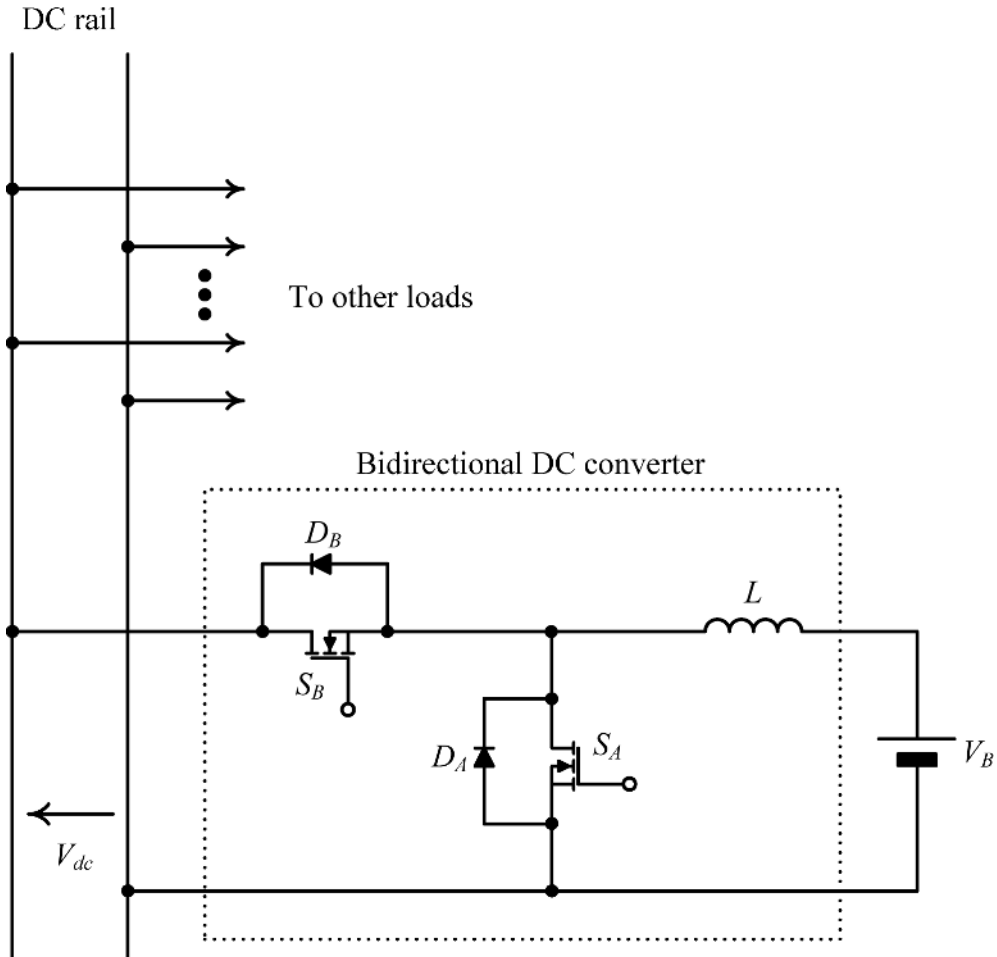 DC rail
To other loads
Bidirectional DC converter
D_B
L
S_B
S_A
D_A
V_B
V_dc